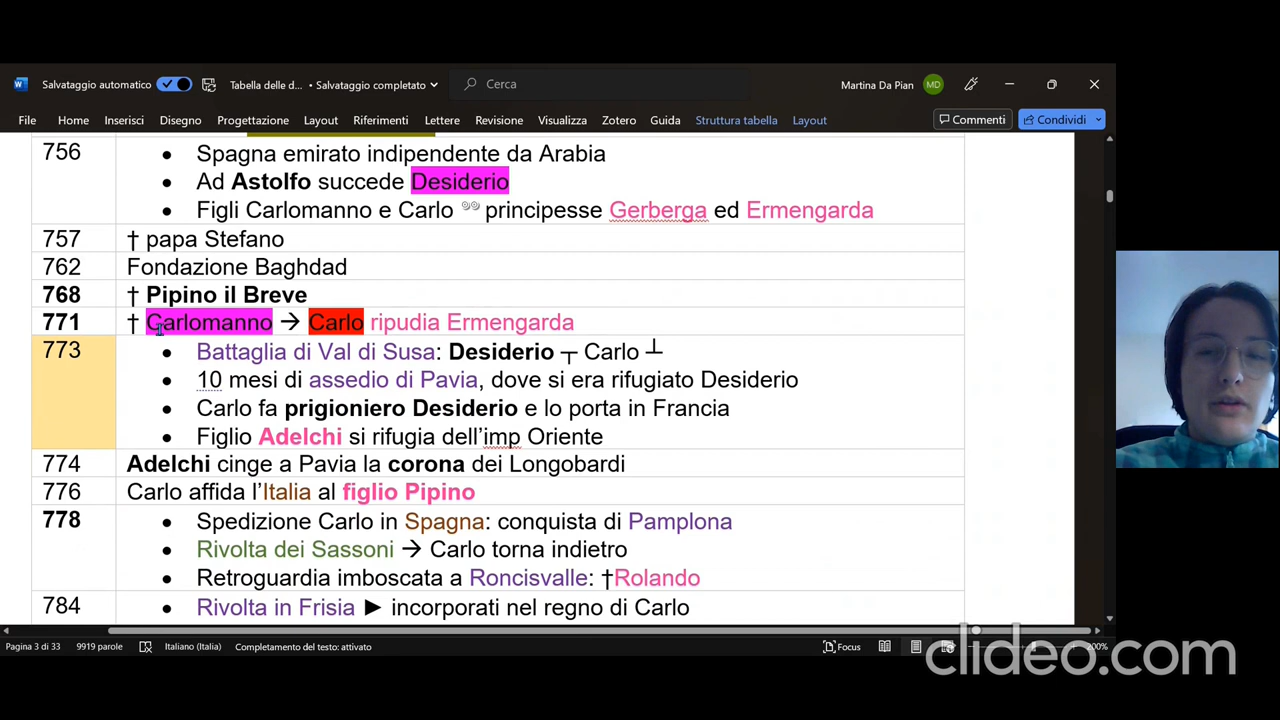 Salvataggio automatico
Tabella delle d... • Salvataggio completato
Cerca
Martina Da Pian
MD
File Home Inserisci Disegno Progettazione Layout Riferimenti Lettere Revisione Visualizza Zotero Guida Struttura tabella Layout
Commenti
Condividi
756
• Spagna emirato indipendente da Arabia
• Ad Astolfo succede Desiderio
• Figli Carlomanno e Carlo principesse Gerberga ed Ermengarda
757 † papa Stefano
762 Fondazione Baghdad
768 † Pipino il Breve
771 † Carlomanno → Carlo ripudia Ermengarda
773 • Battaglia di Val di Susa: Desiderio ┬ Carlo ┴
• 10 mesi di assedio di Pavia, dove si era rifugiato Desiderio
• Carlo fa prigioniero Desiderio e lo porta in Francia
• Figlio Adelchi si rifugia dell’imp Oriente
774 Adelchi cinge a Pavia la corona dei Longobardi
776 Carlo affida l’Italia al figlio Pipino
778 • Spedizione Carlo in Spagna: conquista di Pamplona
• Rivolta dei Sassoni → Carlo torna indietro
• Retroguardia imboscata a Roncisvalle: †Rolando
784 • Rivolta in Frisia ► incorporati nel regno di Carlo
Pagina 3 di 33 9919 parole Italiano (Italia) Completamento del testo: attivato Focus 200%
clideo.com